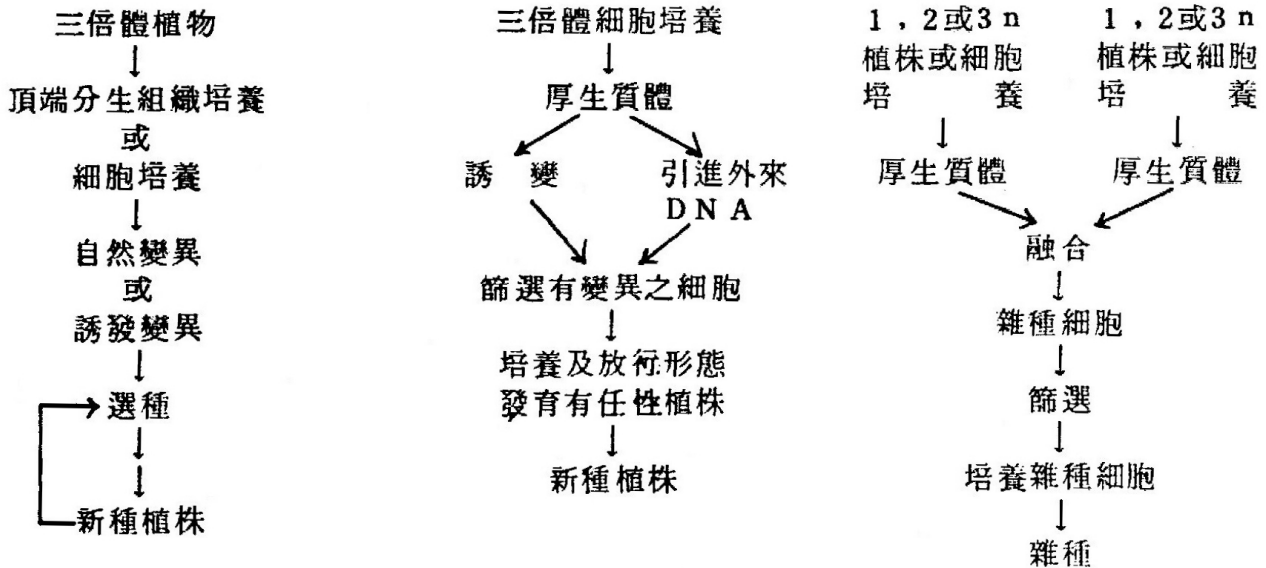 三倍體植物
頂端分生組織培養
或
細胞培養
自然變異
或
誘發變異
選種
新種植株
三倍體細胞培養
厚生質體
誘 變
引進外來
DNA
篩選有變異之細胞
培養及放行形態
發育有任性植株
新種植株
1，2或3n
植株或細胞
培 養
厚生質體
1，2或3n
植株或細胞
培 養
厚生質體
融合
雜種細胞
篩選
培養雜種細胞
雜種